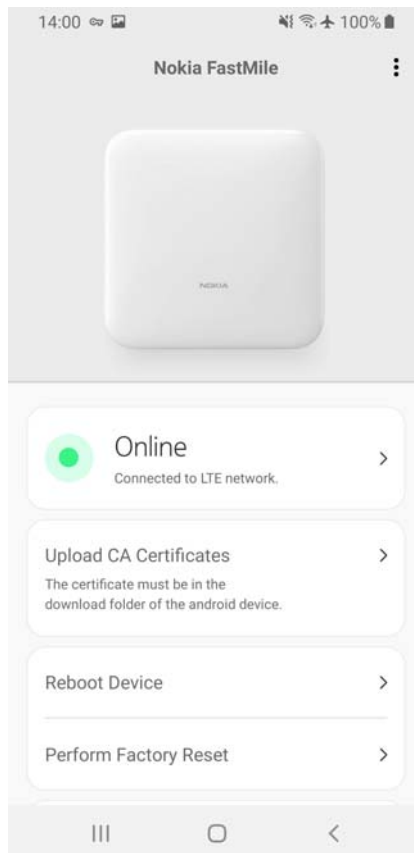 14:00 100%
Nokia FastMile
NOKIA
Online
Connected to LTE network.
Upload CA Certificates
The certificate must be in the
download folder of the android device.
Reboot Device
Perform Factory Reset